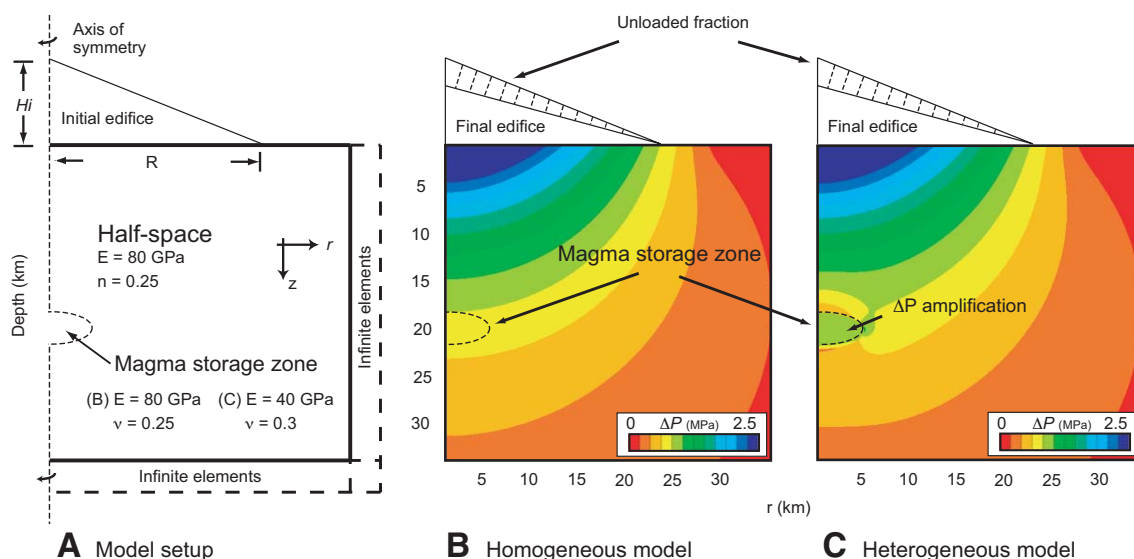 Axis of
symmetry
Hi
Initial edifice
R
Half-space
E = 80 GPa
n = 0.25
r
z
Depth (km)
Magma storage zone
(B) E = 80 GPa
ν = 0.25
(C) E = 40 GPa
ν = 0.3
Infinite elements
Infinite elements
A Model setup
Unloaded fraction
B
Final edifice
5
10
15
20
25
30
Magma storage zone
0 ΔP (MPa) 2.5
5 10 15 20 25 30
r (km)
B Homogeneous model
C
Final edifice
ΔP amplification
0 ΔP (MPa) 2.5
5 10 15 20 25 30
C Heterogeneous model